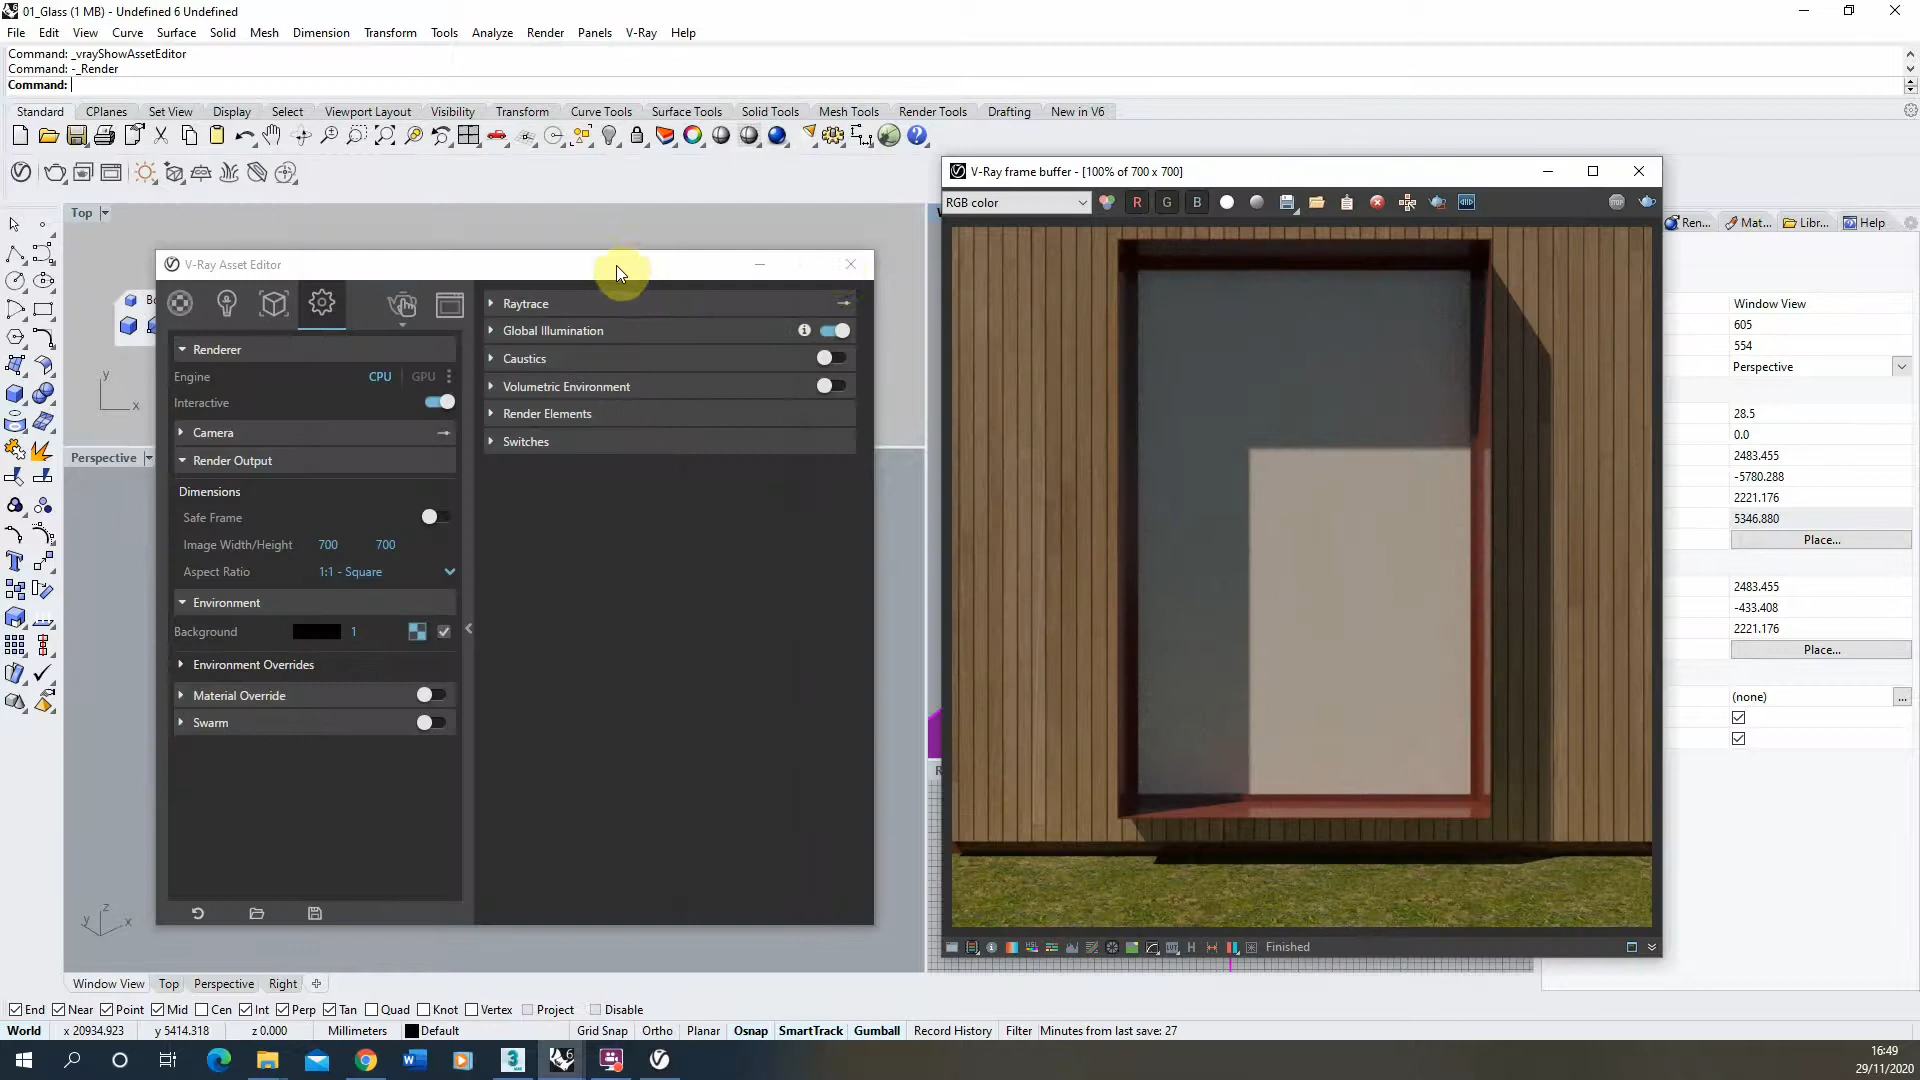 01_Glass (1 MB) - Undefined 6 Undefined
File Edit View Curve Surface Solid Mesh Dimension Transform Tools Analyze Render Panels V-Ray Help
Command: _vrayShowAssetEditor
Command: -_Render
Command:
Standard CPlanes Set View Display Select Viewport Layout Visibility Transform Curve Tools Surface Tools Solid Tools Mesh Tools Render Tools Drafting New in V6
V-Ray frame buffer - [100% of 700 x 700]
RGB color R G B
Top
Ren... Mat... Libr... Help
V-Ray Asset Editor
Raytrace
Global Illumination
Caustics
Volumetric Environment
Render Elements
Switches
Renderer
Engine CPU GPU
Interactive
Camera
Render Output
Dimensions
Safe Frame
Image Width/Height 700 700
Aspect Ratio 1:1 - Square
Environment
Background 1
Environment Overrides
Material Override
Swarm
Perspective
y
x
z
y x
Window View
605
554
Perspective
28.5
0.0
2483.455
-5780.288
2221.176
5346.880
Place...
2483.455
-433.408
2221.176
Place...
(none) ...
Finished
Window View Top Perspective Right
End Near Point Mid Cen Int Perp Tan Quad Knot Vertex Project Disable
World x 20934.923 y 5414.318 z 0.000 Millimeters Default Grid Snap Ortho Planar Osnap SmartTrack Gumball Record History Filter Minutes from last save: 27
16:49
29/11/2020